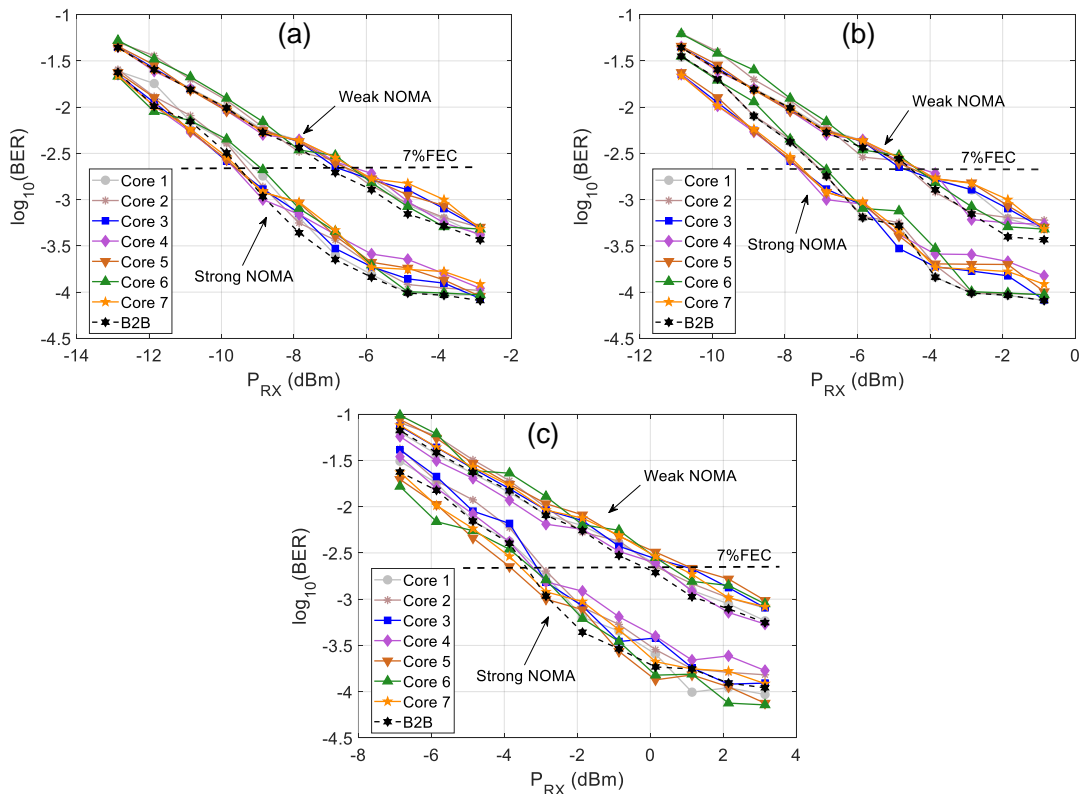 (a)
-1
-1.5
-2
-2.5
-3
-3.5
-4
-4.5
log10(BER)
Weak NOMA
7%FEC
Strong NOMA
Core 1
Core 2
Core 3
Core 4
Core 5
Core 6
Core 7
B2B
-14 -12 -10 -8 -6 -4 -2
PRX (dBm)
(b)
-1
-1.5
-2
-2.5
-3
-3.5
-4
-4.5
log10(BER)
Weak NOMA
7%FEC
Strong NOMA
Core 1
Core 2
Core 3
Core 4
Core 5
Core 6
Core 7
B2B
-12 -10 -8 -6 -4 -2 0
PRX (dBm)
(c)
-1
-1.5
-2
-2.5
-3
-3.5
-4
-4.5
log10(BER)
Weak NOMA
7%FEC
Strong NOMA
Core 1
Core 2
Core 3
Core 4
Core 5
Core 6
Core 7
B2B
-8 -6 -4 -2 0 2 4
PRX (dBm)